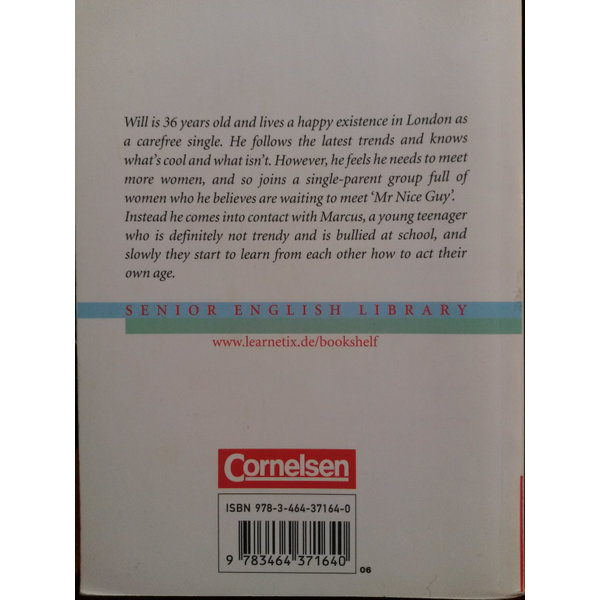 Will is 36 years old and lives a happy existence in London as
a carefree single. He follows the latest trends and knows
what's cool and what isn't. However, he feels he needs to meet
more women, and so joins a single-parent group full of
women who he believes are waiting to meet 'Mr Nice Guy'.
Instead he comes into contact with Marcus, a young teenager
who is definitely not trendy and is bullied at school, and
slowly they start to learn from each other how to act their
own age.
SENIOR ENGLISH LIBRARY
www.learnetix.de/bookshelf
Cornelsen
ISBN 978-3-464-37164-0
9 783464 371640
06